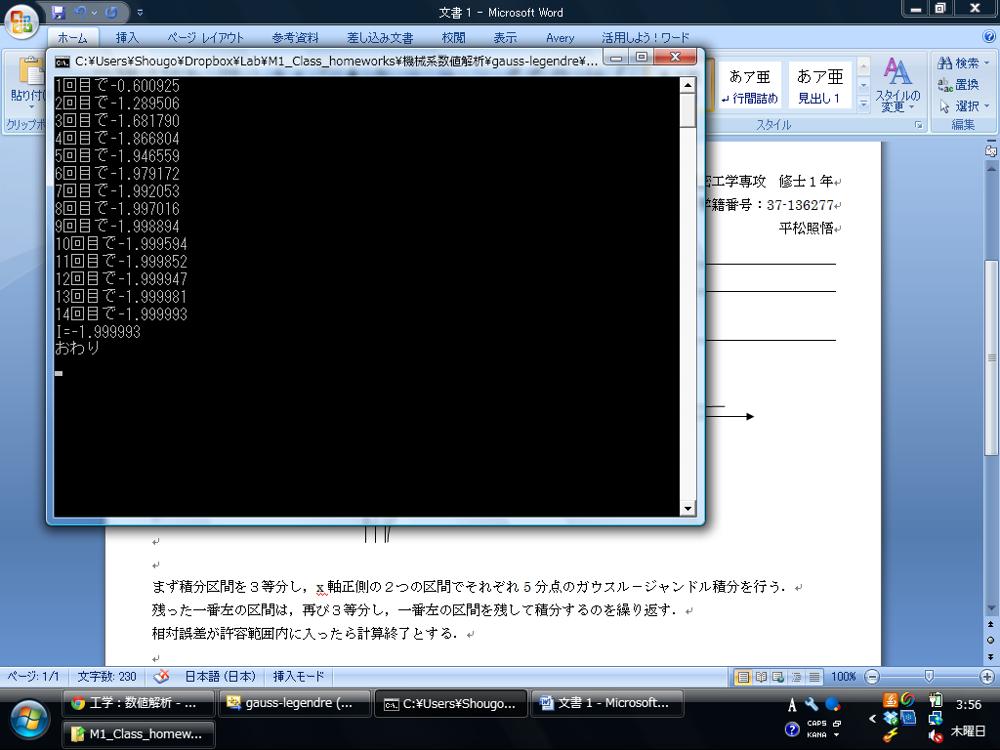 文書 1 - Microsoft Word
ホーム
挿入
ページ レイアウト
参考資料
差し込み文書
校閲
表示
Avery
活用しよう！ワード
貼り付け
クリップボ
あア亜
↵ 行間詰め
あア亜
見出し 1
スタイルの
変更
スタイル
検索
置換
選択
編集
C:¥Users¥Shougo¥Dropbox¥Lab¥M1_Class_homeworks¥機械系数値解析¥gauss-legendre¥...
1回目で-0.600925
2回目で-1.289506
3回目で-1.681790
4回目で-1.866804
5回目で-1.946559
6回目で-1.979172
7回目で-1.992053
8回目で-1.997016
9回目で-1.998894
10回目で-1.999594
11回目で-1.999852
12回目で-1.999947
13回目で-1.999981
14回目で-1.999993
I=-1.999993
おわり
工学専攻 修士１年
学籍番号：37-136277
平松照悟
まず積分区間を３等分し，x 軸正側の２つの区間でそれぞれ 5 分点のガウスルージャンドル積分を行う．
残った一番左の区間は，再び３等分し，一番左の区間を残して積分するのを繰り返す．
相対誤差が許容範囲内に入ったら計算終了とする．
ページ: 1/1
文字数: 230
日本語 (日本)
挿入モード
100%
工学 : 数値解析 - ...
gauss-legendre (...
C:¥Users¥Shougo...
文書 1 - Microsoft...
M1_Class_homew...
A
CAPS
KANA
3:56
木曜日